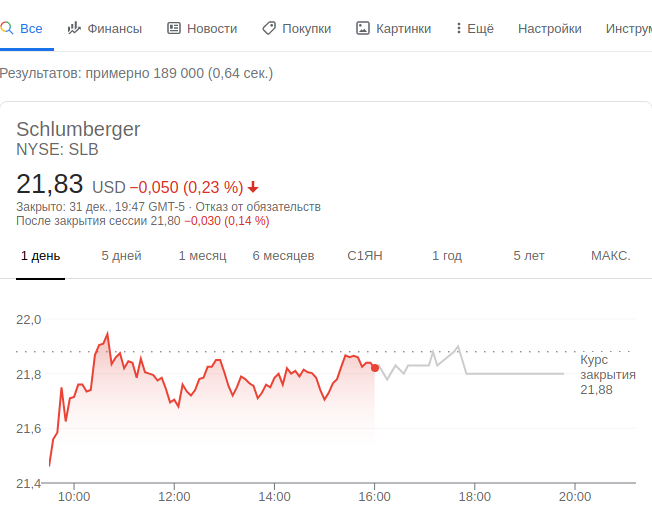 Все Финансы Новости Покупки Картинки Ещё Настройки Инструм
Результатов: примерно 189 000 (0,64 сек.)
Schlumberger
NYSE: SLB
21,83 USD −0,050 (0,23 %)
Закрыто: 31 дек., 19:47 GMT-5 · Отказ от обязательств
После закрытия сессии 21,80 −0,030 (0,14 %)
1 день 5 дней 1 месяц 6 месяцев С1ЯН 1 год 5 лет МАКС.
22,0
21,8
21,6
21,4
Курс
закрытия
21,88
10:00 12:00 14:00 16:00 18:00 20:00